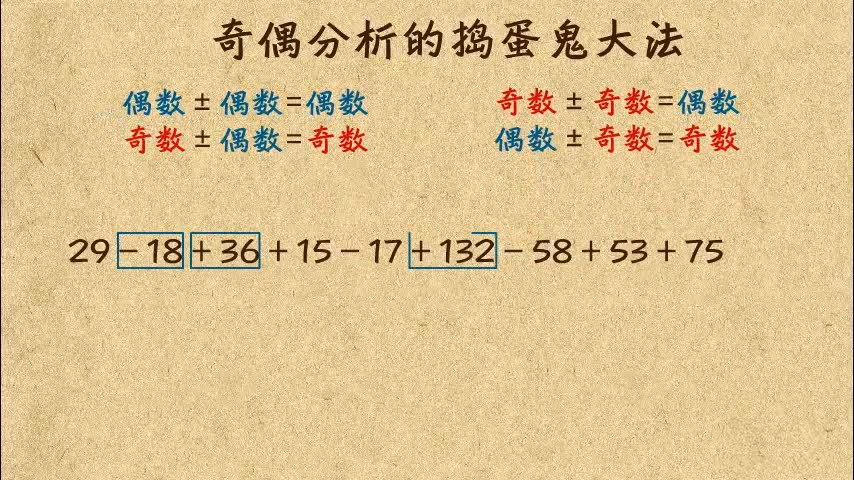 奇偶分析的捣蛋鬼大法
偶数 ± 偶数=偶数 奇数 ± 奇数=偶数
奇数 ± 偶数=奇数 偶数 ± 奇数=奇数
29 − 18 + 36 + 15 − 17 + 132 − 58 + 53 + 75